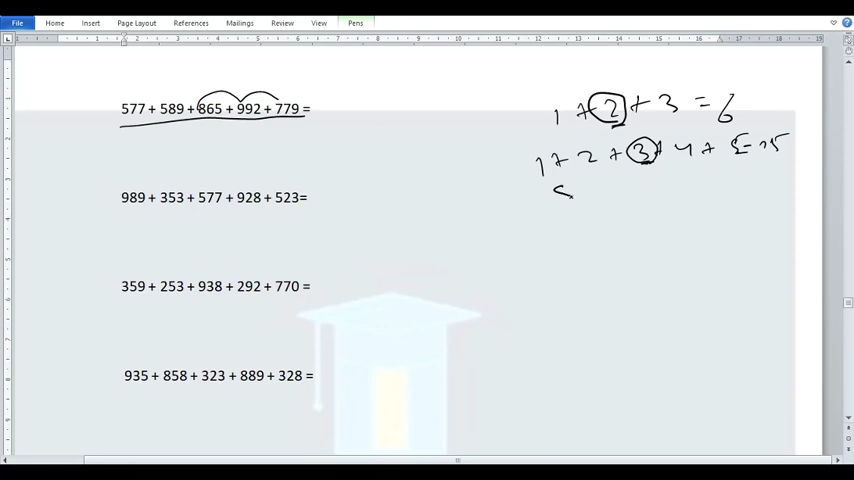 File Home Insert Page Layout References Mailings Review View Pens
577 + 589 + 865 + 992 + 779 =
1 + 2 + 3 = 6
1 + 2 + 3 + 4 + 5 = 15
989 + 353 + 577 + 928 + 523=
359 + 253 + 938 + 292 + 770 =
935 + 858 + 323 + 889 + 328 =